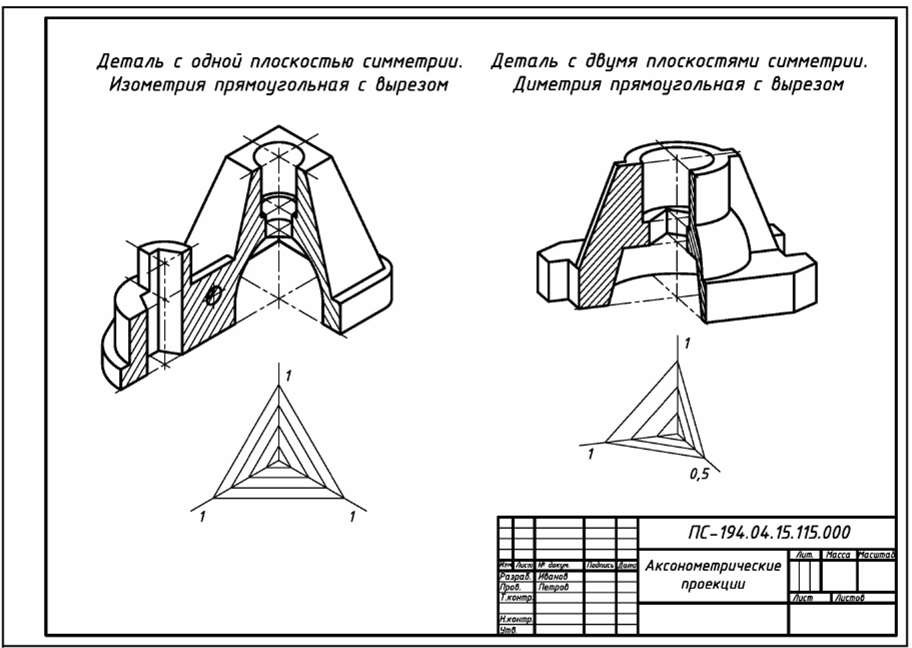 Деталь с одной плоскостью симметрии.
Изометрия прямоугольная с вырезом
Деталь с двумя плоскостями симметрии.
Диметрия прямоугольная с вырезом
1
1
1
1
1
0,5
ПС-194.04.15.115.000
Аксонометрические
проекции
Лит. Масса Масштаб
Лист Листов
Изм Лист № докум. Подпись Дата
Разраб. Иванов
Пров. Петров
Т.контр.
Н.контр.
Утв.